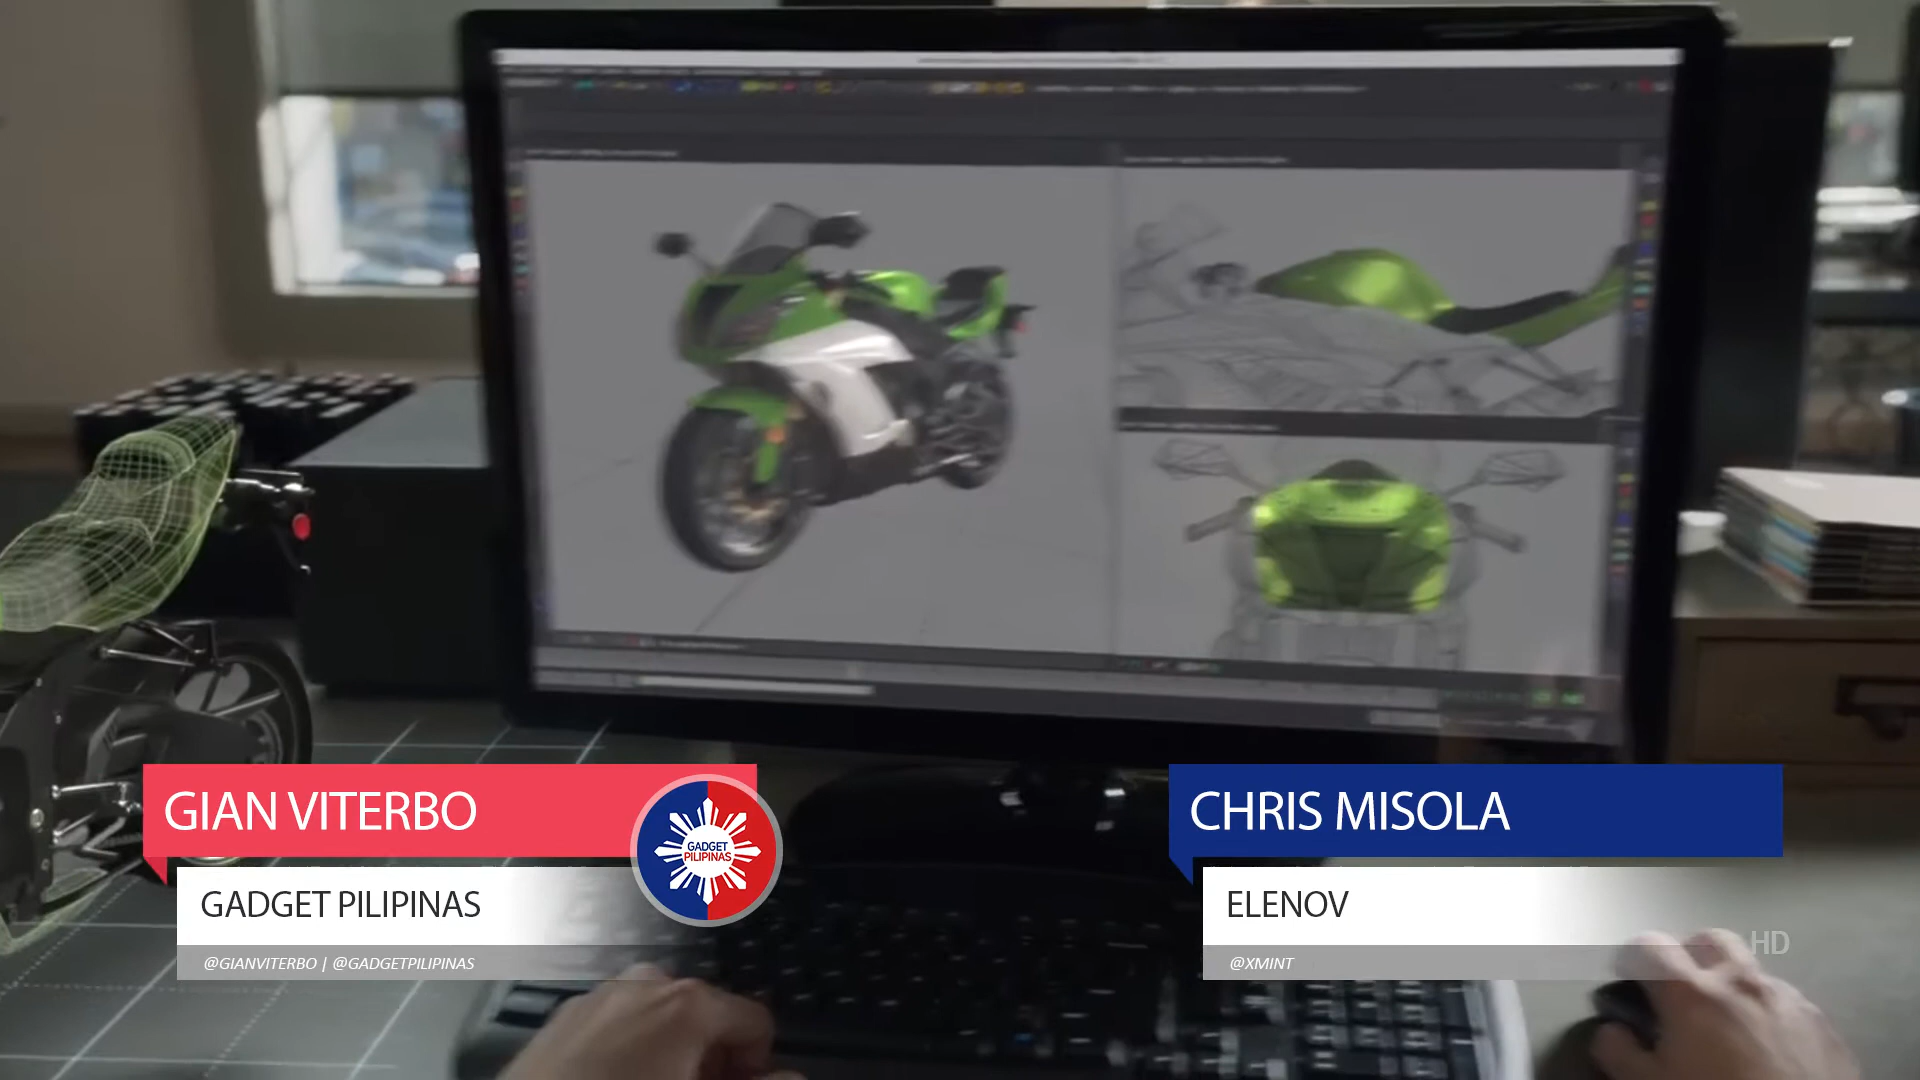 GIAN VITERBO
GADGET PILIPINAS
@GIANVITERBO | @GADGETPILIPINAS
GADGET
PILIPINAS
CHRIS MISOLA
ELENOV
@XMINT
HD